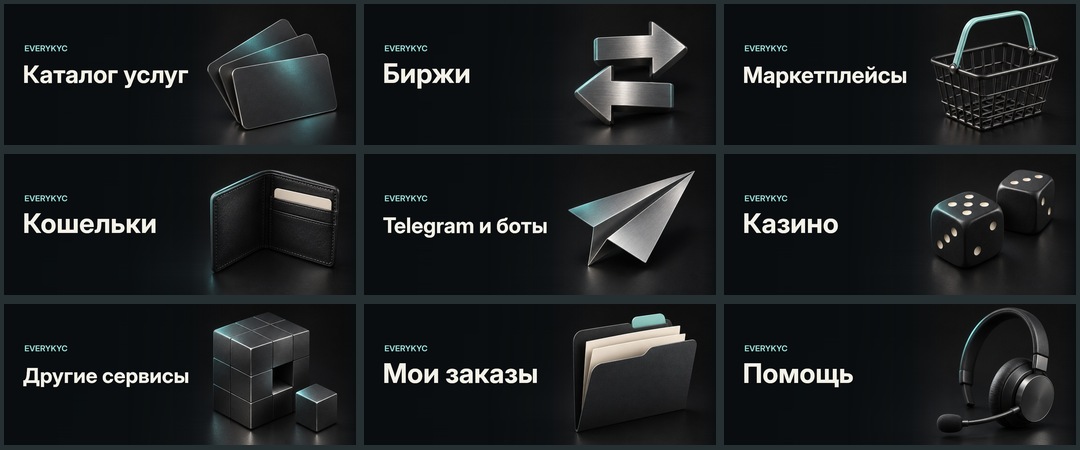 EVERYKYC
Каталог услуг
EVERYKYC
Биржи
EVERYKYC
Маркетплейсы
EVERYKYC
Кошельки
EVERYKYC
Telegram и боты
EVERYKYC
Казино
EVERYKYC
Другие сервисы
EVERYKYC
Мои заказы
EVERYKYC
Помощь